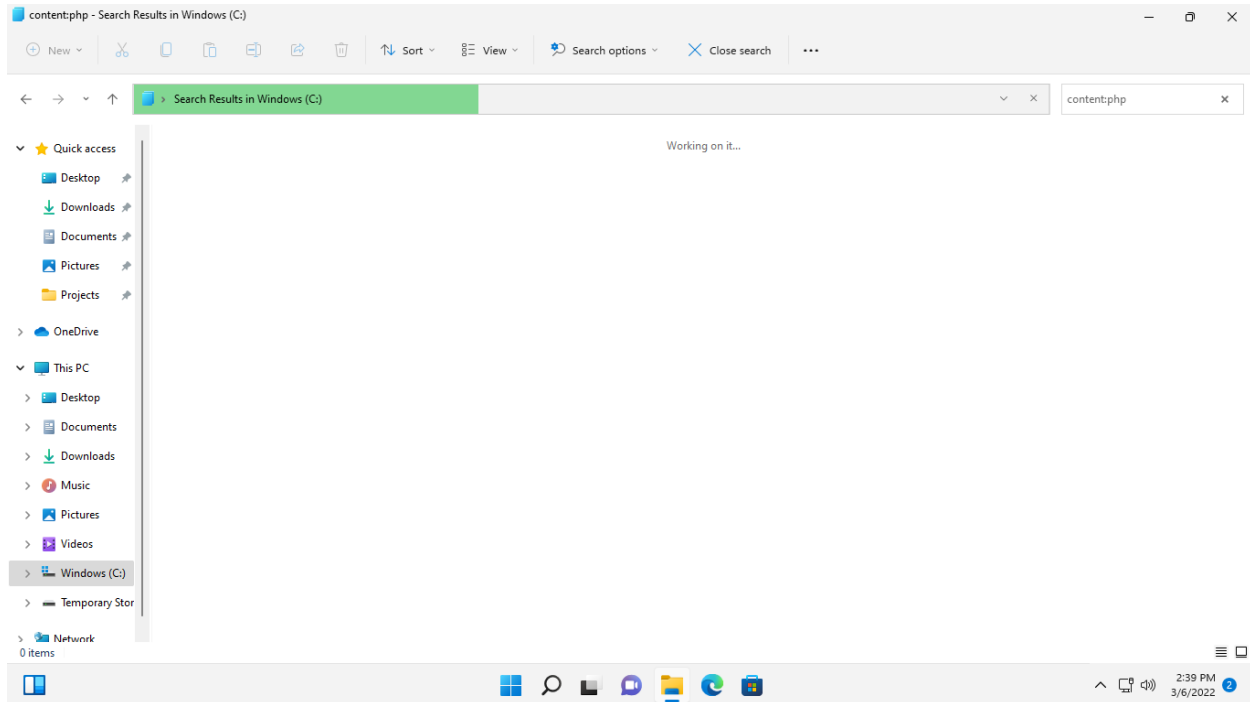 content:php - Search Results in Windows (C:)
New
Sort
View
Search options
Close search
Search Results in Windows (C:)
content:php
Quick access
Desktop
Downloads
Documents
Pictures
Projects
OneDrive
This PC
Desktop
Documents
Downloads
Music
Pictures
Videos
Windows (C:)
Temporary Stor
Network
Working on it...
0 items
2:39 PM
3/6/2022
2